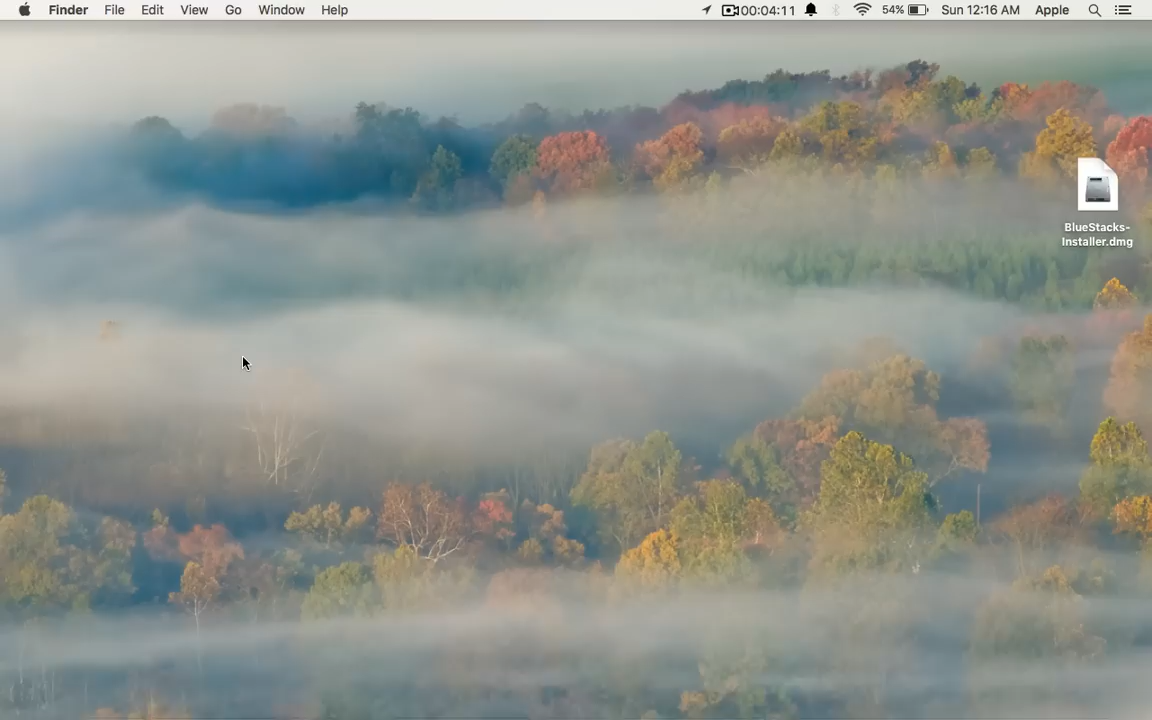 Finder File Edit View Go Window Help 00:04:11 54% Sun 12:16 AM Apple
BlueStacks-
Installer.dmg